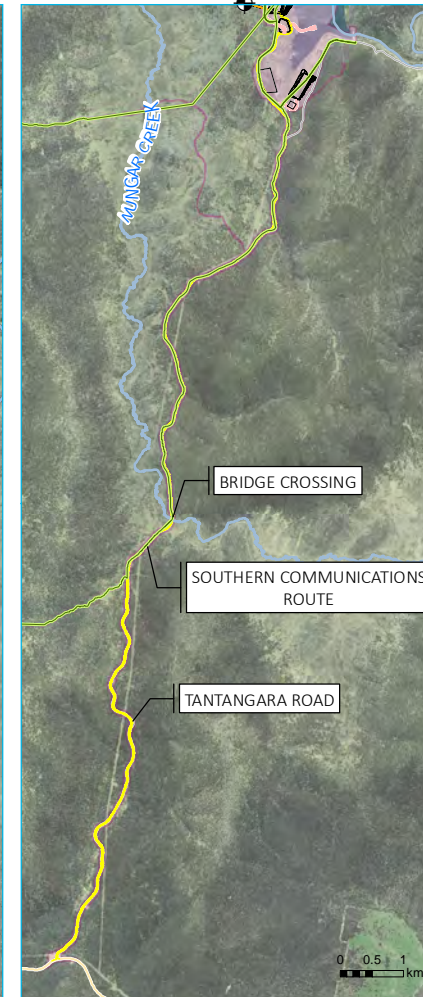 MUNGAR CREEK
BRIDGE CROSSING
SOUTHERN COMMUNICATIONS
ROUTE
TANTANGARA ROAD
0 0.5 1
km